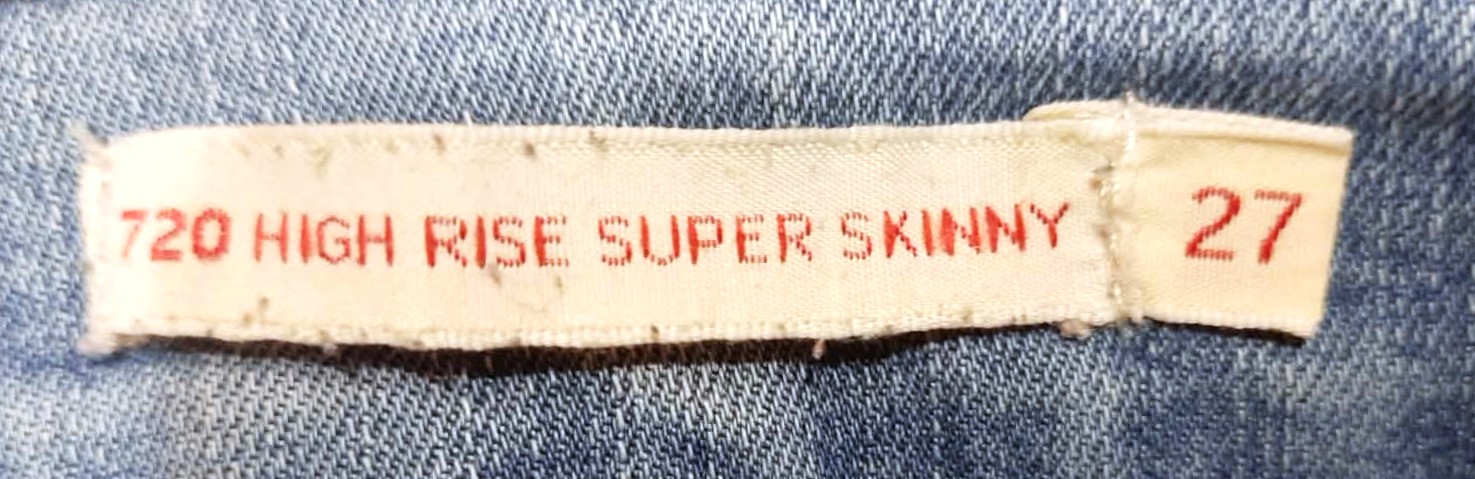 720 HIGH RISE SUPER SKINNY 27